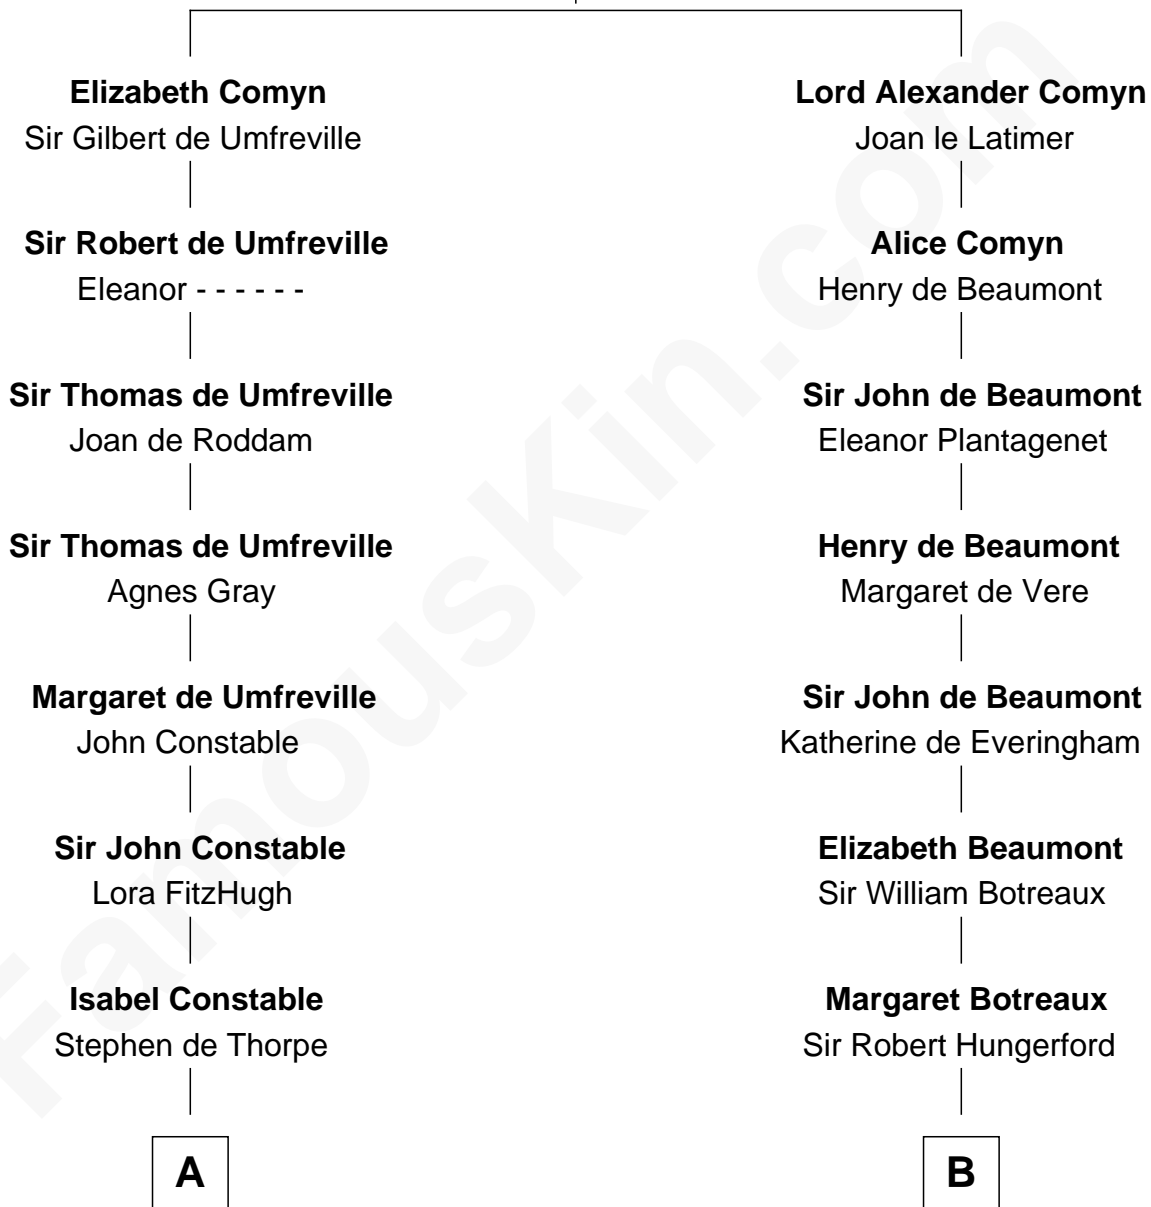 Elizabeth Comyn
Sir Gilbert de Umfreville
Sir Robert de Umfreville
Eleanor - - - - - -
Sir Thomas de Umfreville
Joan de Roddam
Sir Thomas de Umfreville
Agnes Gray
Margaret de Umfreville
John Constable
Sir John Constable
Lora FitzHugh
Isabel Constable
Stephen de Thorpe
A
Lord Alexander Comyn
Joan le Latimer
Alice Comyn
Henry de Beaumont
Sir John de Beaumont
Eleanor Plantagenet
Henry de Beaumont
Margaret de Vere
Sir John de Beaumont
Katherine de Everingham
Elizabeth Beaumont
Sir William Botreaux
Margaret Botreaux
Sir Robert Hungerford
B
FamousKin.com